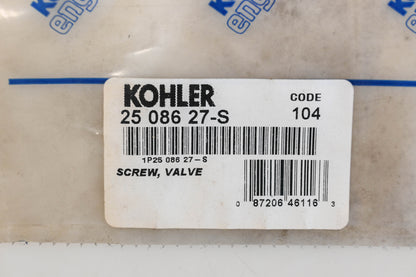 KOHLER
CODE
25 086 27-S
104
1P25 086 27-S
SCREW, VALVE
0 87206 46116 3